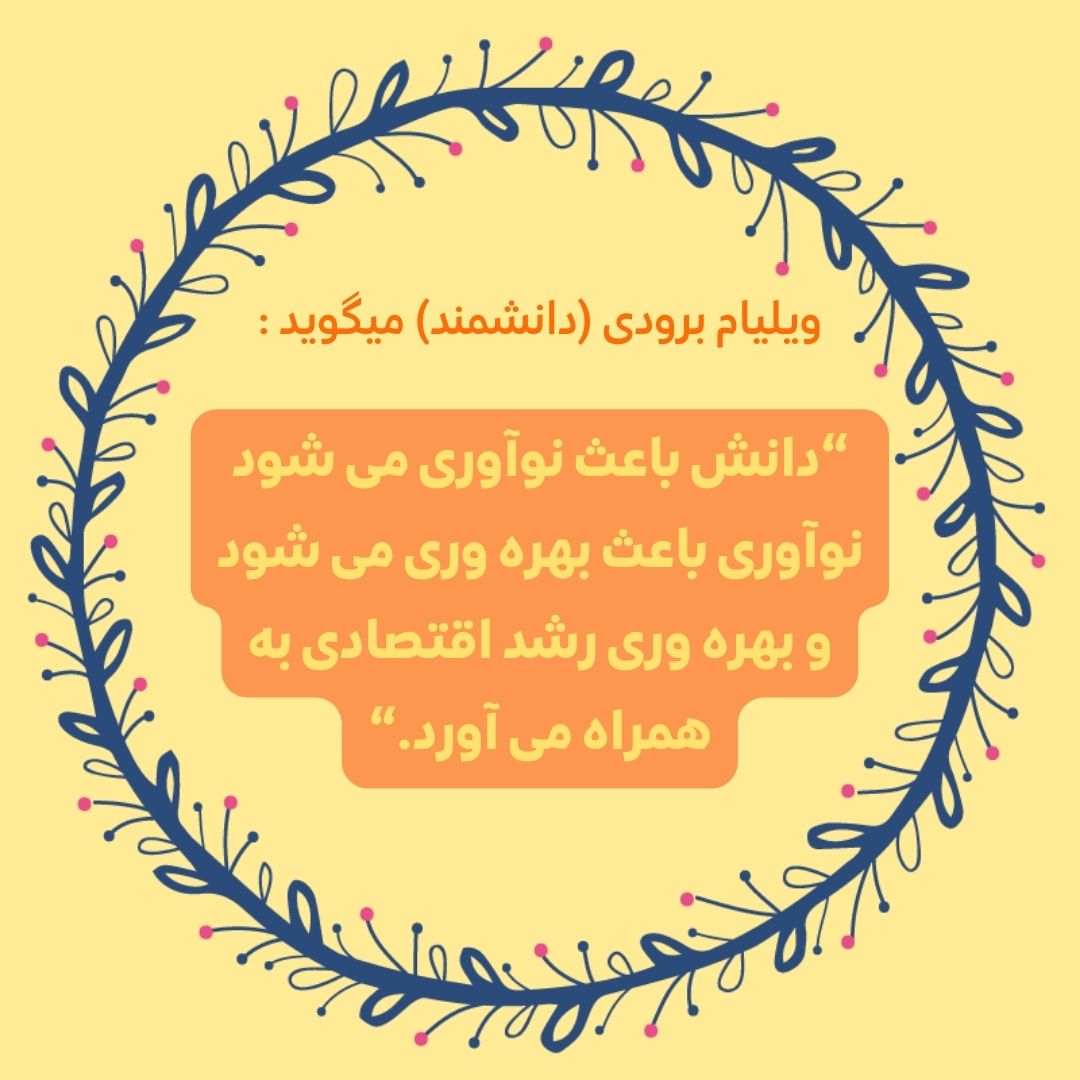 ویلیام برودی (دانشمند) میگوید :
“دانش باعث نوآوری می شود
نوآوری باعث بهره وری می شود
و بهره وری رشد اقتصادی به
همراه می آورد.“